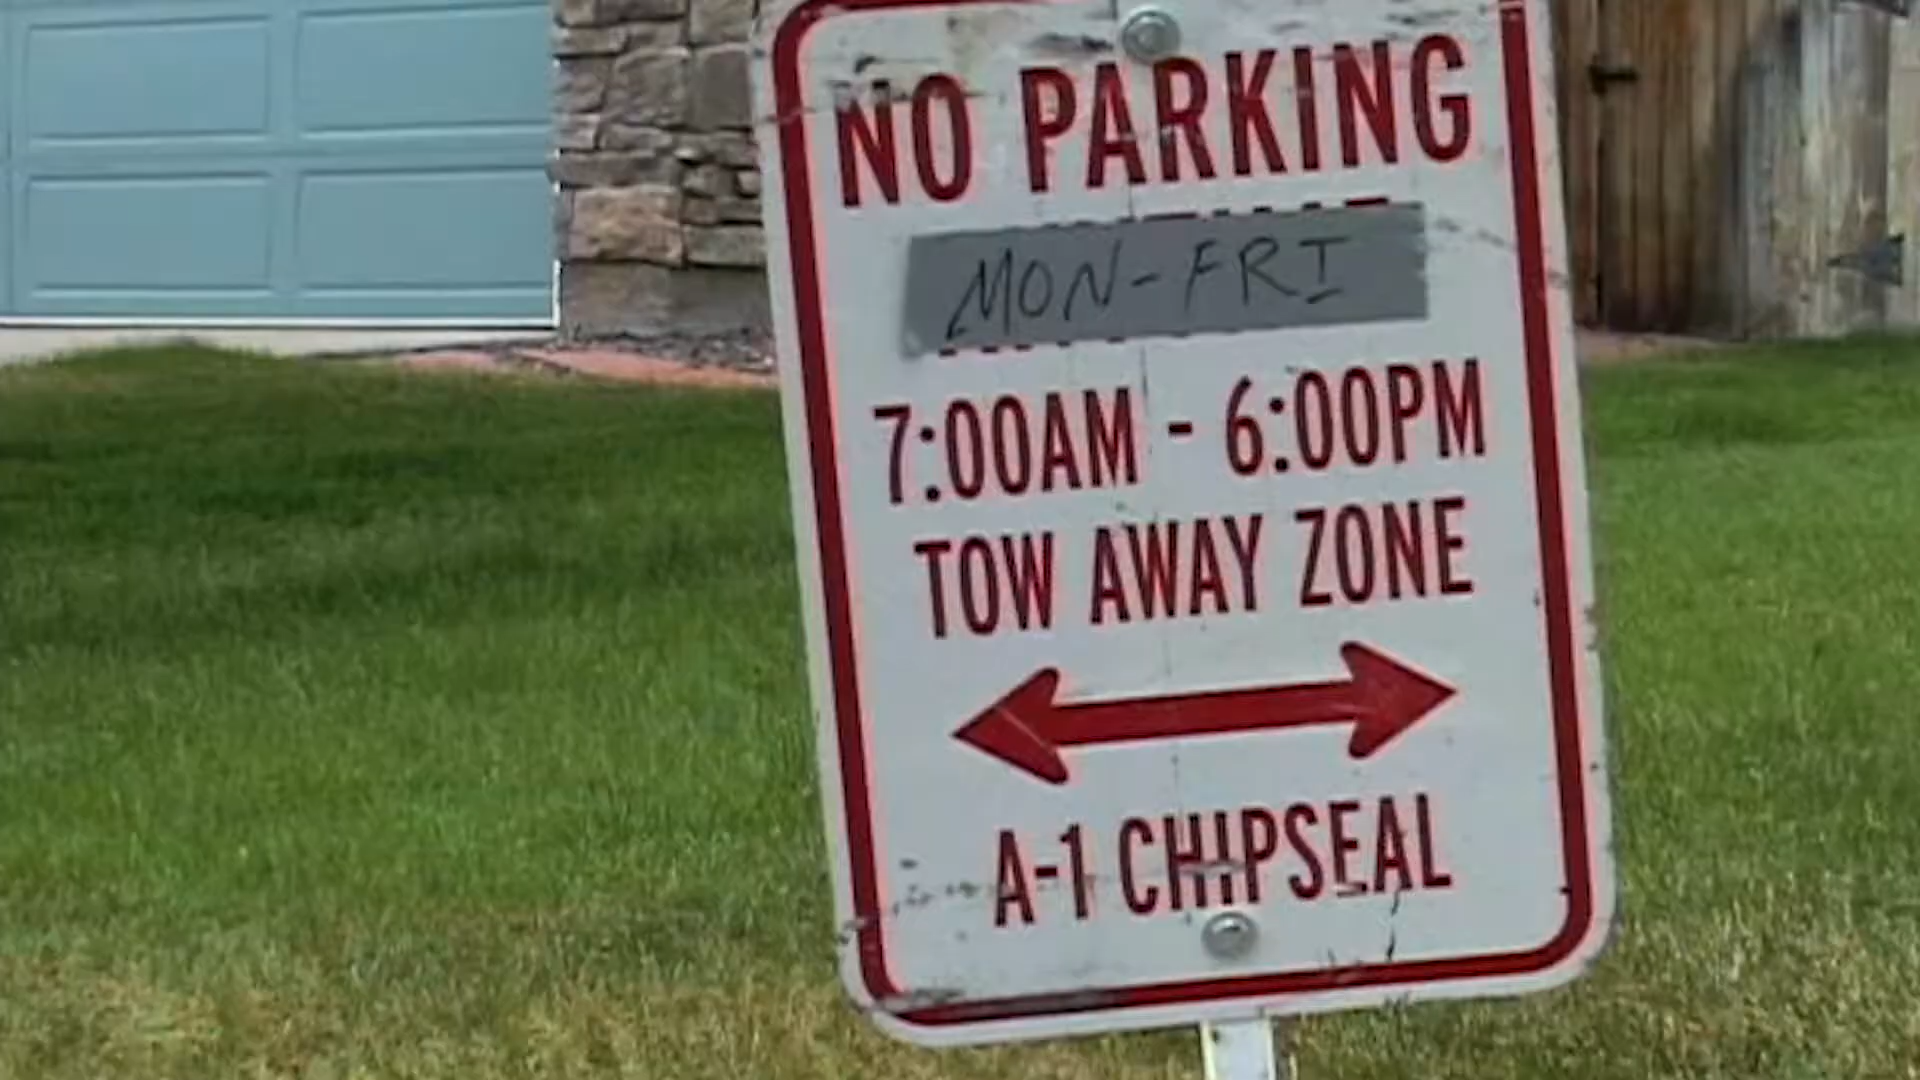 NO PARKING
MON-FRI
7:00AM - 6:00PM
TOW AWAY ZONE
A-1 CHIPSEAL